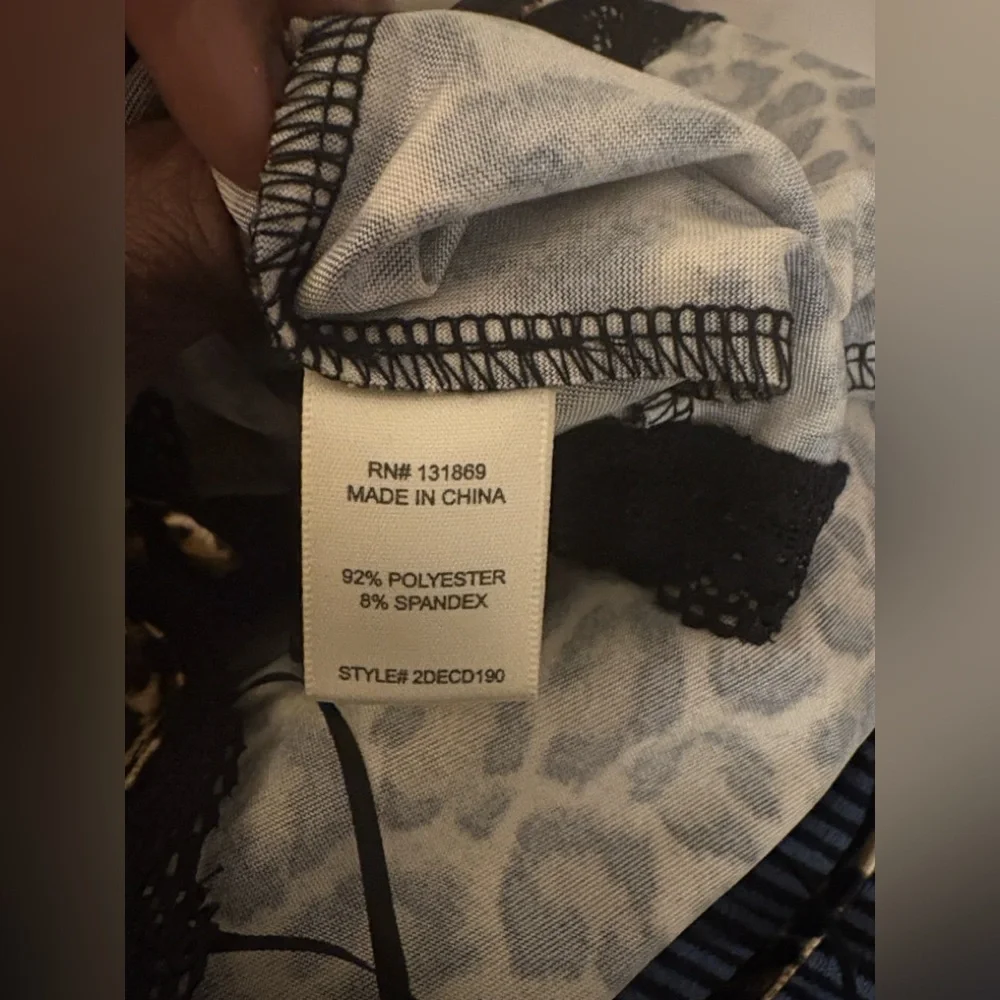 RN# 131869
MADE IN CHINA
92% POLYESTER
8% SPANDEX
STYLE# 2DECD190